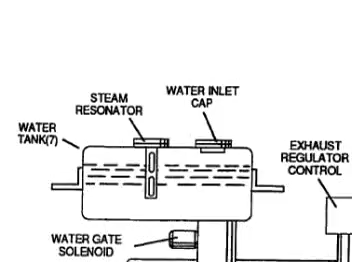 STEAM
RESONATOR
WATER INLET
CAP
WATER
TANK(7)
EXHAUST
REGULATOR
CONTROL
WATER GATE
SOLENOID